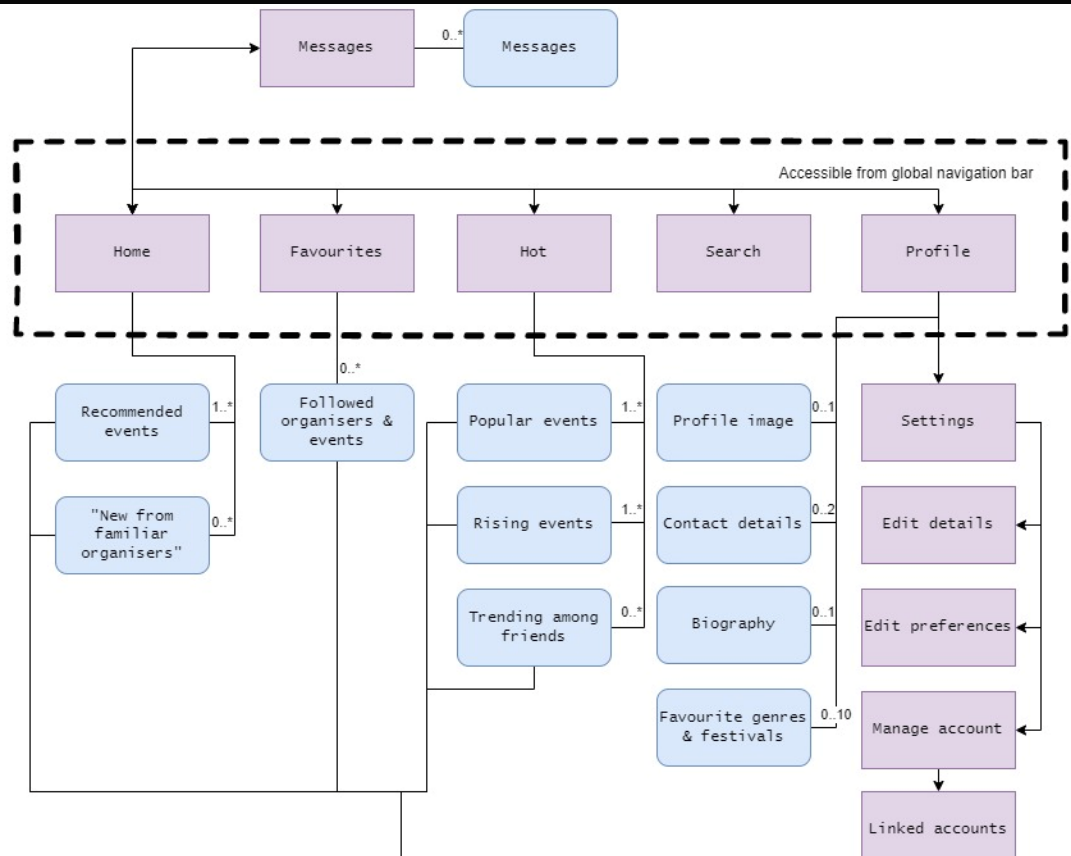 Messages
0..*
Messages
Accessible from global navigation bar
Home
Favourites
Hot
Search
Profile
0..*
Recommended
events
1..*
Followed
organisers &
events
Popular events
1..*
Profile image
0..1
Settings
"New from
familiar
organisers"
0..*
Rising events
1..*
Contact details
0..2
Edit details
Trending among
friends
0..*
Biography
0..1
Edit preferences
Favourite genres
& festivals
0..10
Manage account
Linked accounts